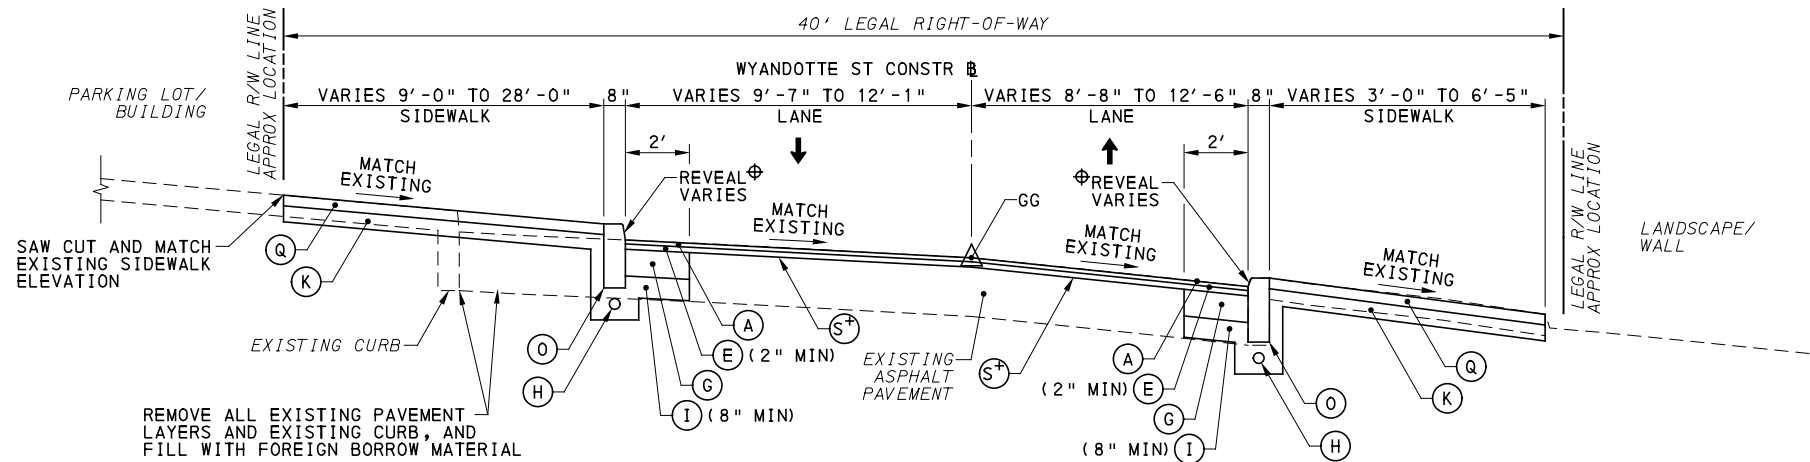 40' LEGAL RIGHT-OF-WAY
LEGAL R/W LINE
APPROX LOCATION
WYANDOTTE ST CONSTR BL
PARKING LOT/
BUILDING
VARIES 9'-0" TO 28'-0"
SIDEWALK
8"
VARIES 9'-7" TO 12'-1"
LANE
VARIES 8'-8" TO 12'-6"
LANE
8"
VARIES 3'-0" TO 6'-5"
SIDEWALK
2'
2'
MATCH
EXISTING
REVEAL
VARIES
REVEAL
VARIES
GG
LEGAL R/W LINE
APPROX LOCATION
LANDSCAPE/
WALL
MATCH
EXISTING
MATCH
EXISTING
MATCH
EXISTING
SAW CUT AND MATCH
EXISTING SIDEWALK
ELEVATION
Q
K
EXISTING CURB
O
H
A
E (2" MIN)
G
I (8" MIN)
S+
EXISTING
ASPHALT
PAVEMENT
S+
A
(2" MIN) E
G
(8" MIN) I
Q
K
O
H
REMOVE ALL EXISTING PAVEMENT
LAYERS AND EXISTING CURB, AND
FILL WITH FOREIGN BORROW MATERIAL